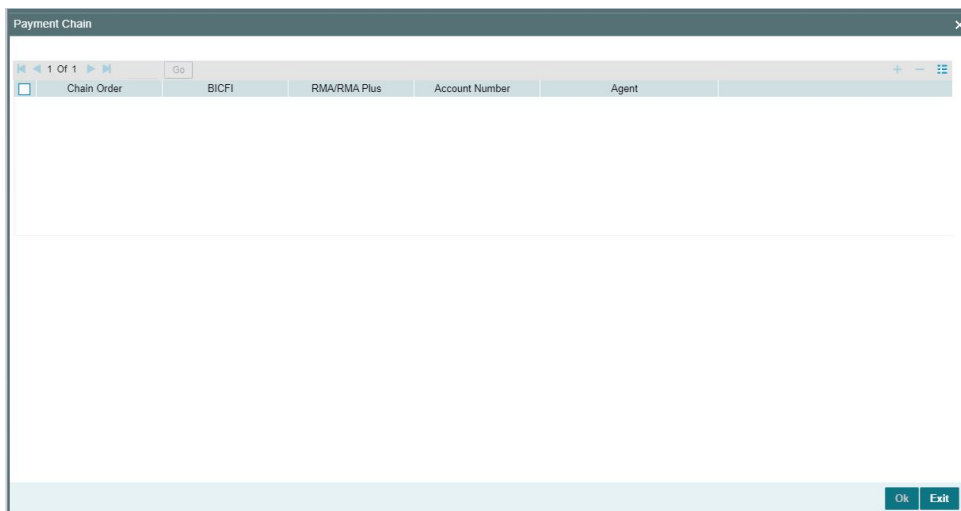 Payment Chain
1 Of 1 Go
Chain Order BICFI RMA/RMA Plus Account Number Agent
Ok Exit